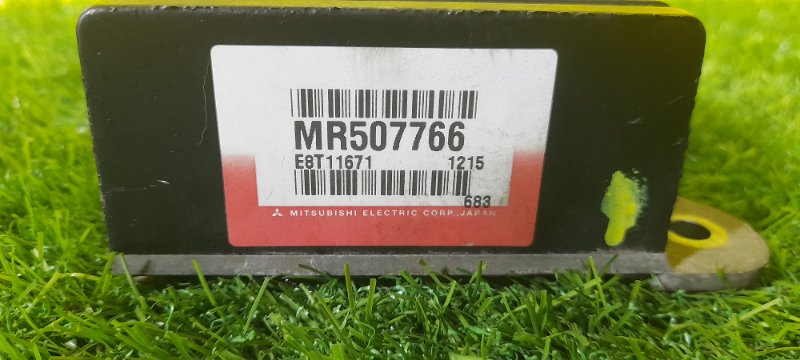 MR507766
E8T11671 1215
683
MITSUBISHI ELECTRIC CORP., JAPAN